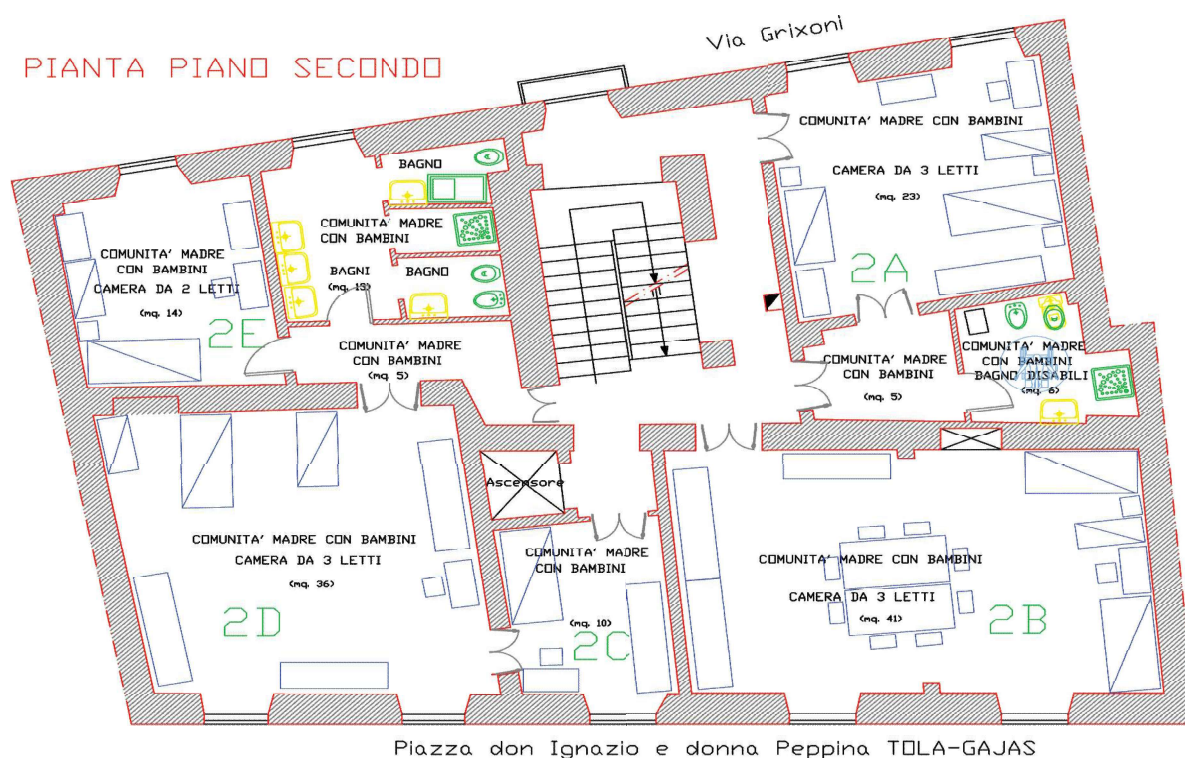 Via Grixoni
PIANTA PIANO SECONDO
COMUNITA' MADRE CON BAMBINI
CAMERA DA 3 LETTI
(mq. 23)
2A
BAGNO
COMUNITA' MADRE
CON BAMBINI
BAGNI
(mq. 13)
BAGNO
COMUNITA' MADRE
CON BAMBINI
CAMERA DA 2 LETTI
(mq. 14)
2E
COMUNITA' MADRE
CON BAMBINI
(mq. 5)
COMUNITA' MADRE
CON BAMBINI
(mq. 5)
COMUNITA' MADRE
CON BAMBINI
BAGNO DISABILI
(mq. 6)
Ascensore
COMUNITA' MADRE CON BAMBINI
CAMERA DA 3 LETTI
(mq. 36)
2D
COMUNITA' MADRE
CON BAMBINI
(mq. 10)
2C
COMUNITA' MADRE CON BAMBINI
CAMERA DA 3 LETTI
(mq. 41)
2B
Piazza don Ignazio e donna Peppina TOLA-GAJAS